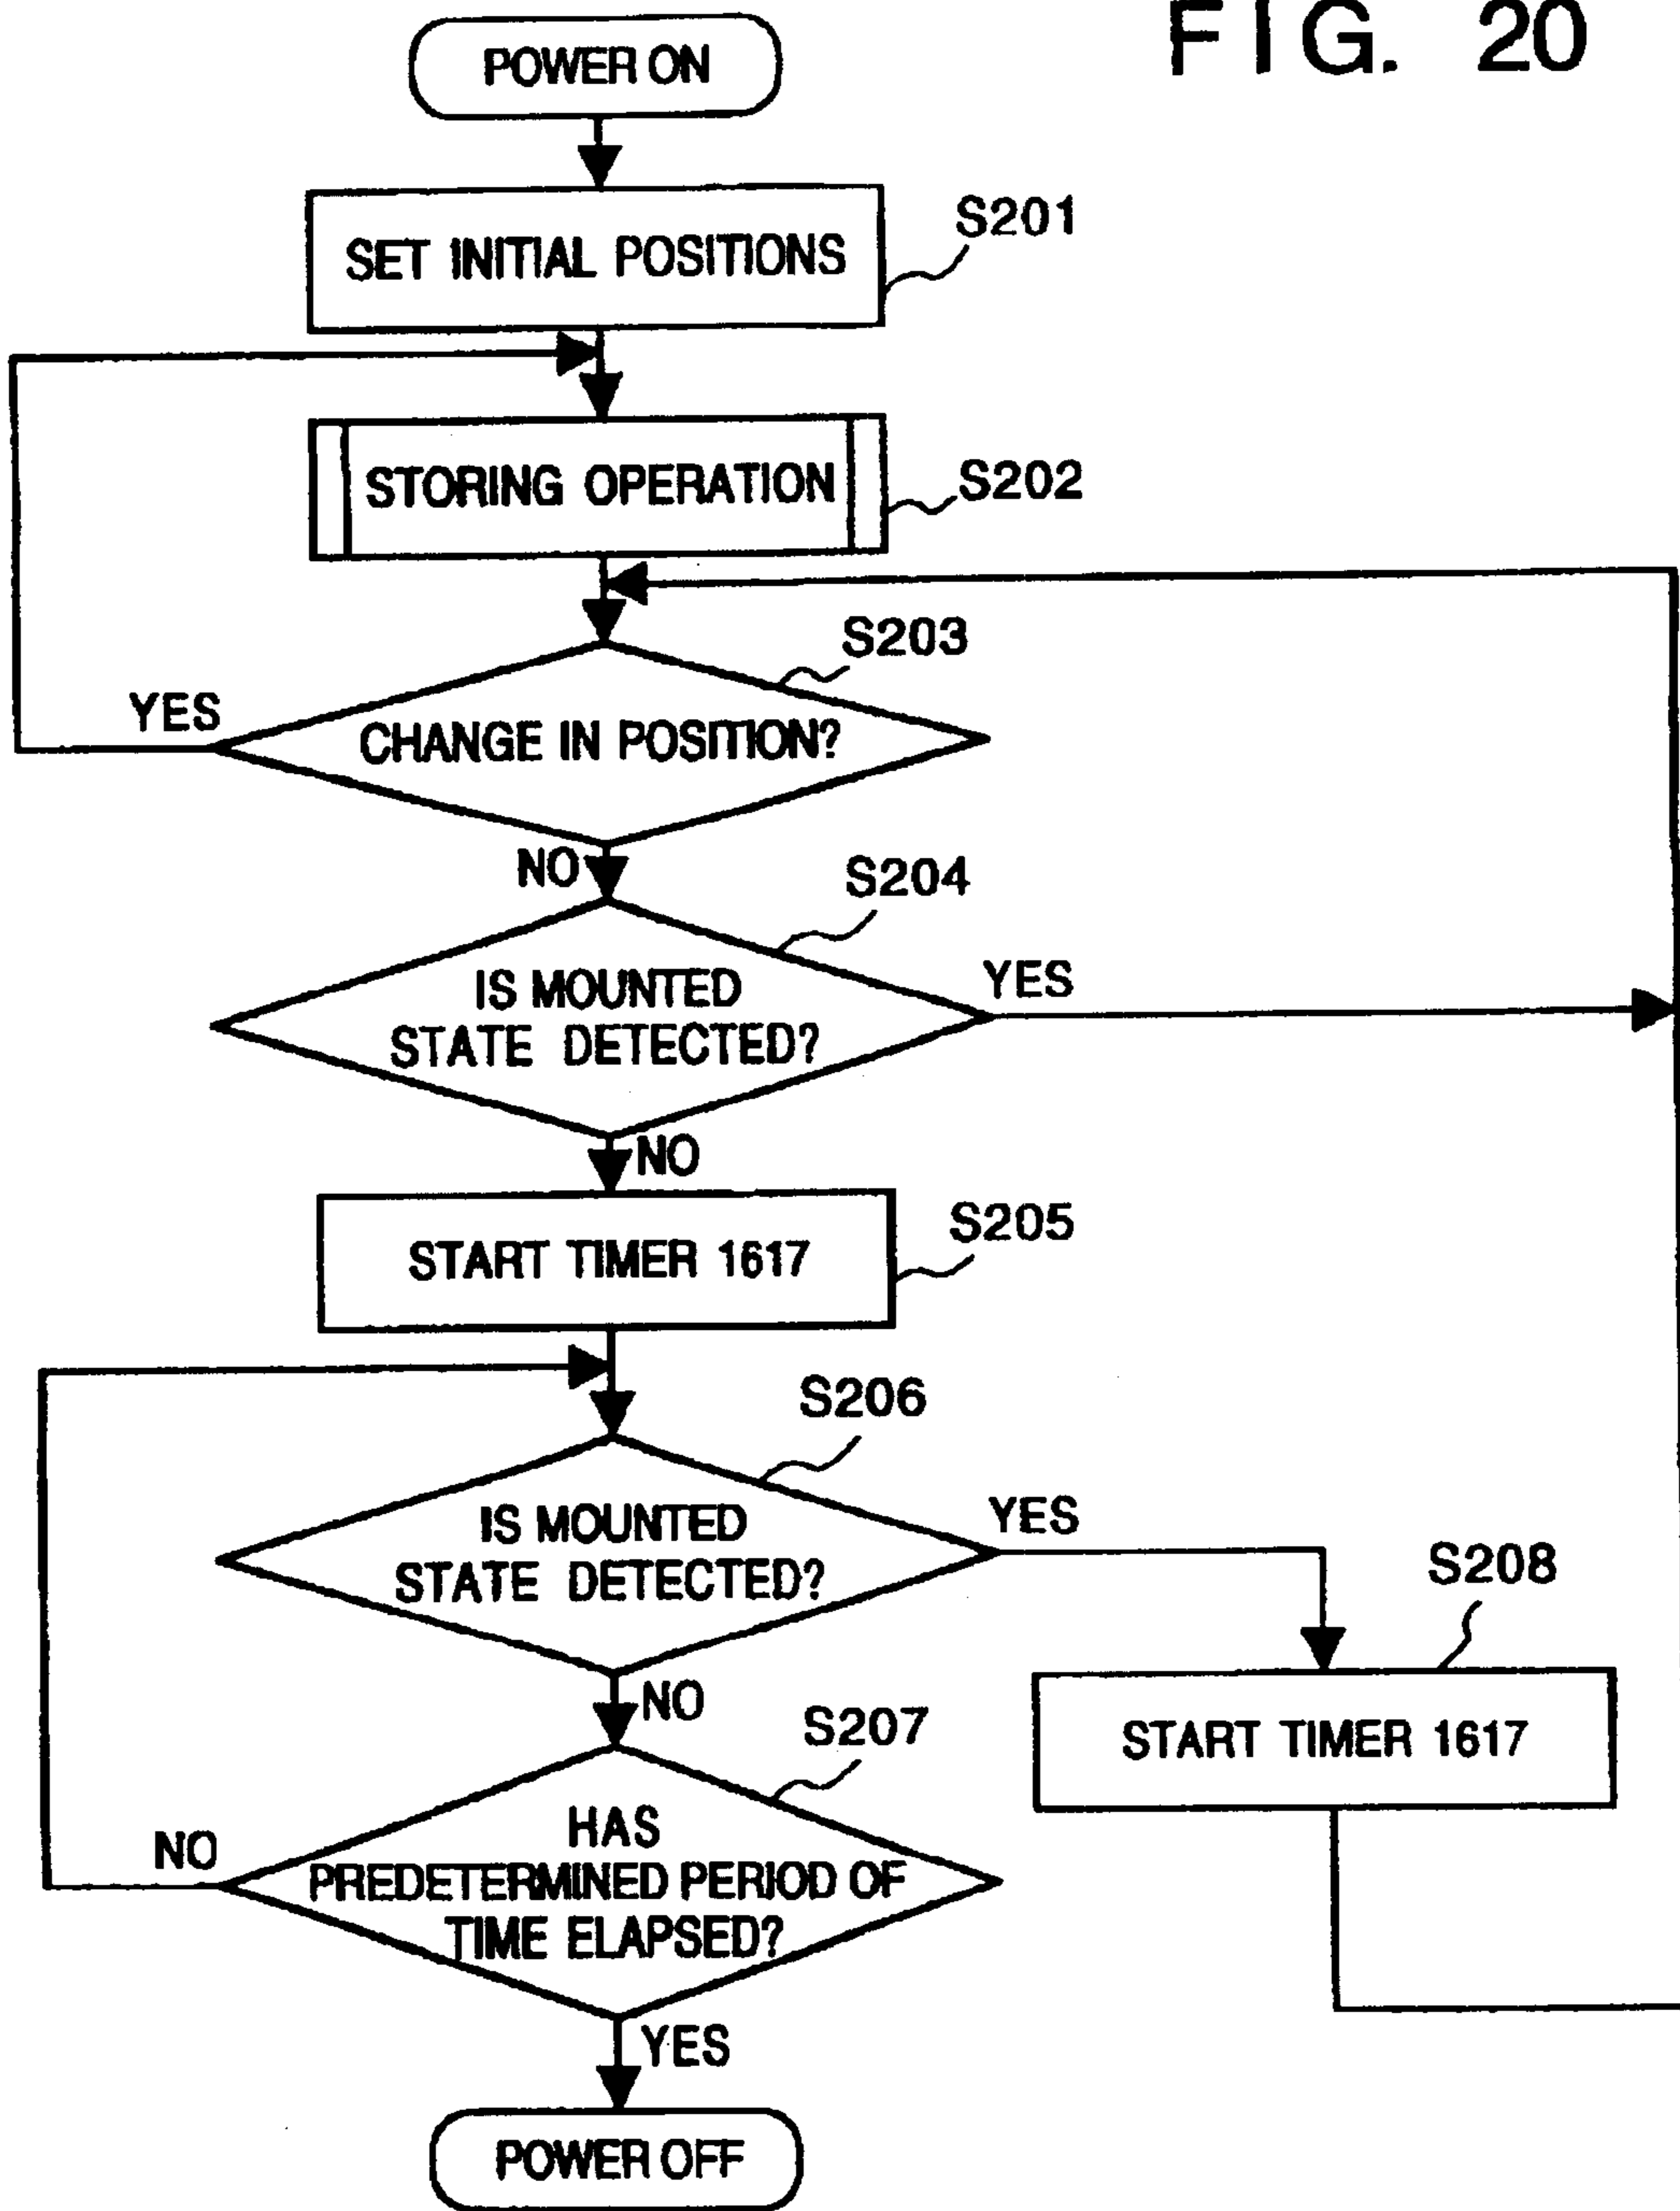 FIG. 20
POWER ON
SET INITIAL POSITIONS
S201
STORING OPERATION
S202
S203
YES
CHANGE IN POSITION?
NO
S204
IS MOUNTED
STATE DETECTED?
YES
NO
START TIMER 1617
S205
S206
IS MOUNTED
STATE DETECTED?
YES
S208
START TIMER 1617
NO
S207
HAS
PREDETERMINED PERIOD OF
TIME ELAPSED?
NO
YES
POWER OFF